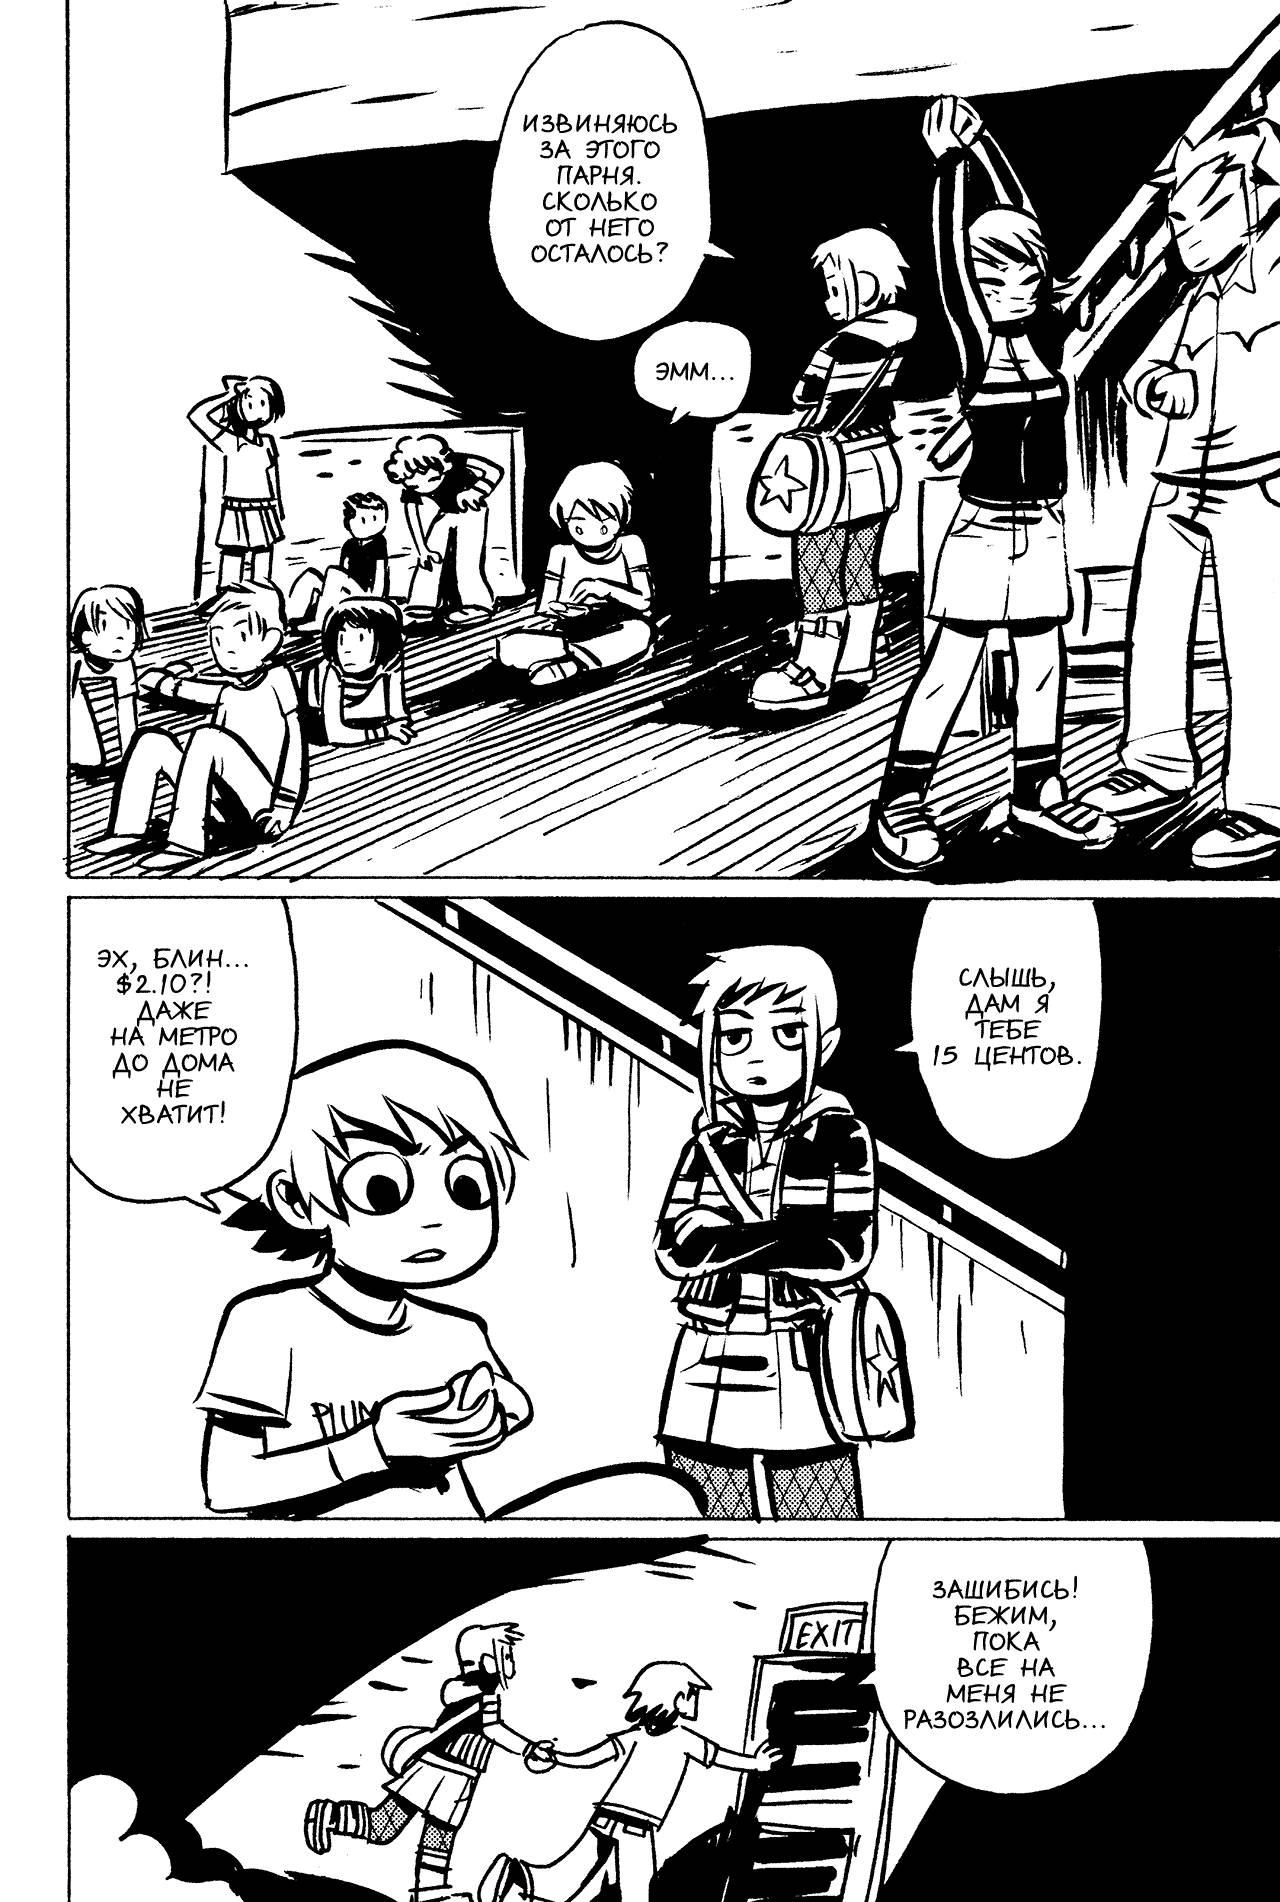 ИЗВИНЯЮСЬ
ЗА ЭТОГО
ПАРНЯ.
СКОЛЬКО
ОТ НЕГО
ОСТАЛОСЬ?
ЭММ...
ЭХ, БЛИН...
$2.10?!
ДАЖЕ
НА МЕТРО
ДО ДОМА
НЕ
ХВАТИТ!
СЛЫШЬ,
ДАМ Я
ТЕБЕ
15 ЦЕНТОВ.
PLUM
ЗАШИБИСЬ!
БЕЖИМ,
ПОКА
ВСЕ НА
МЕНЯ НЕ
РАЗОЗЛИЛИСЬ...
EXIT